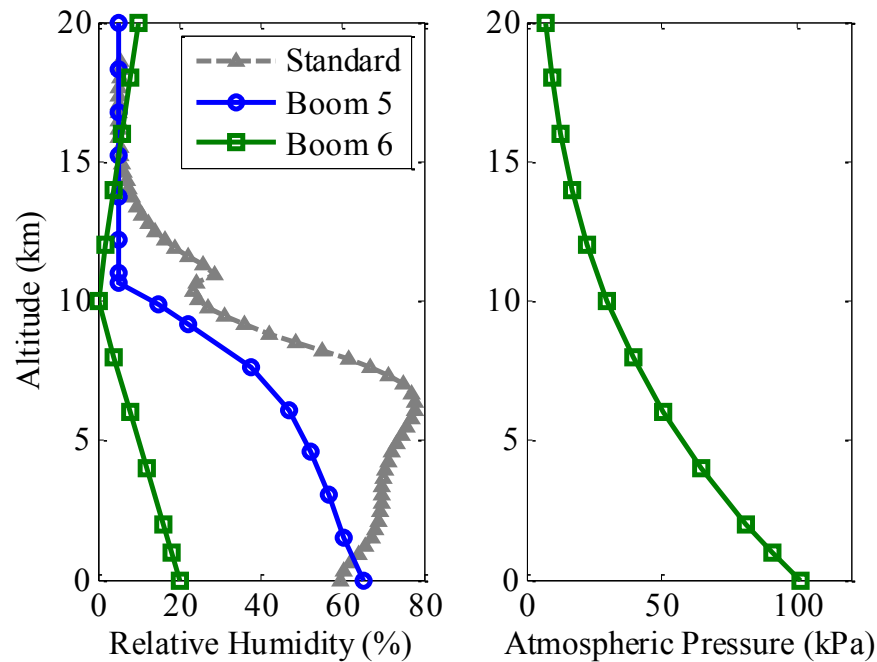 20
15
10
5
0
Altitude (km)
Standard
Boom 5
Boom 6
0 20 40 60 80
Relative Humidity (%)
20
15
10
5
0
0 50 100
Atmospheric Pressure (kPa)